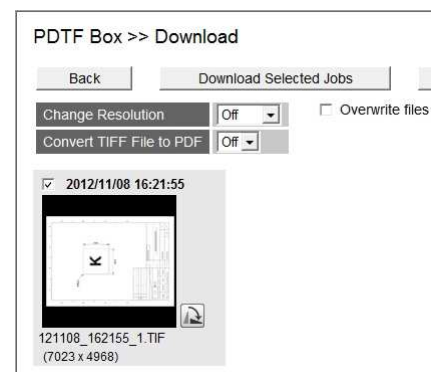 PDTF Box >> Download
Back Download Selected Jobs
Change Resolution Off Overwrite files
Convert TIFF File to PDF Off
2012/11/08 16:21:55
K
121108_162155_1.TIF
(7023 x 4968)